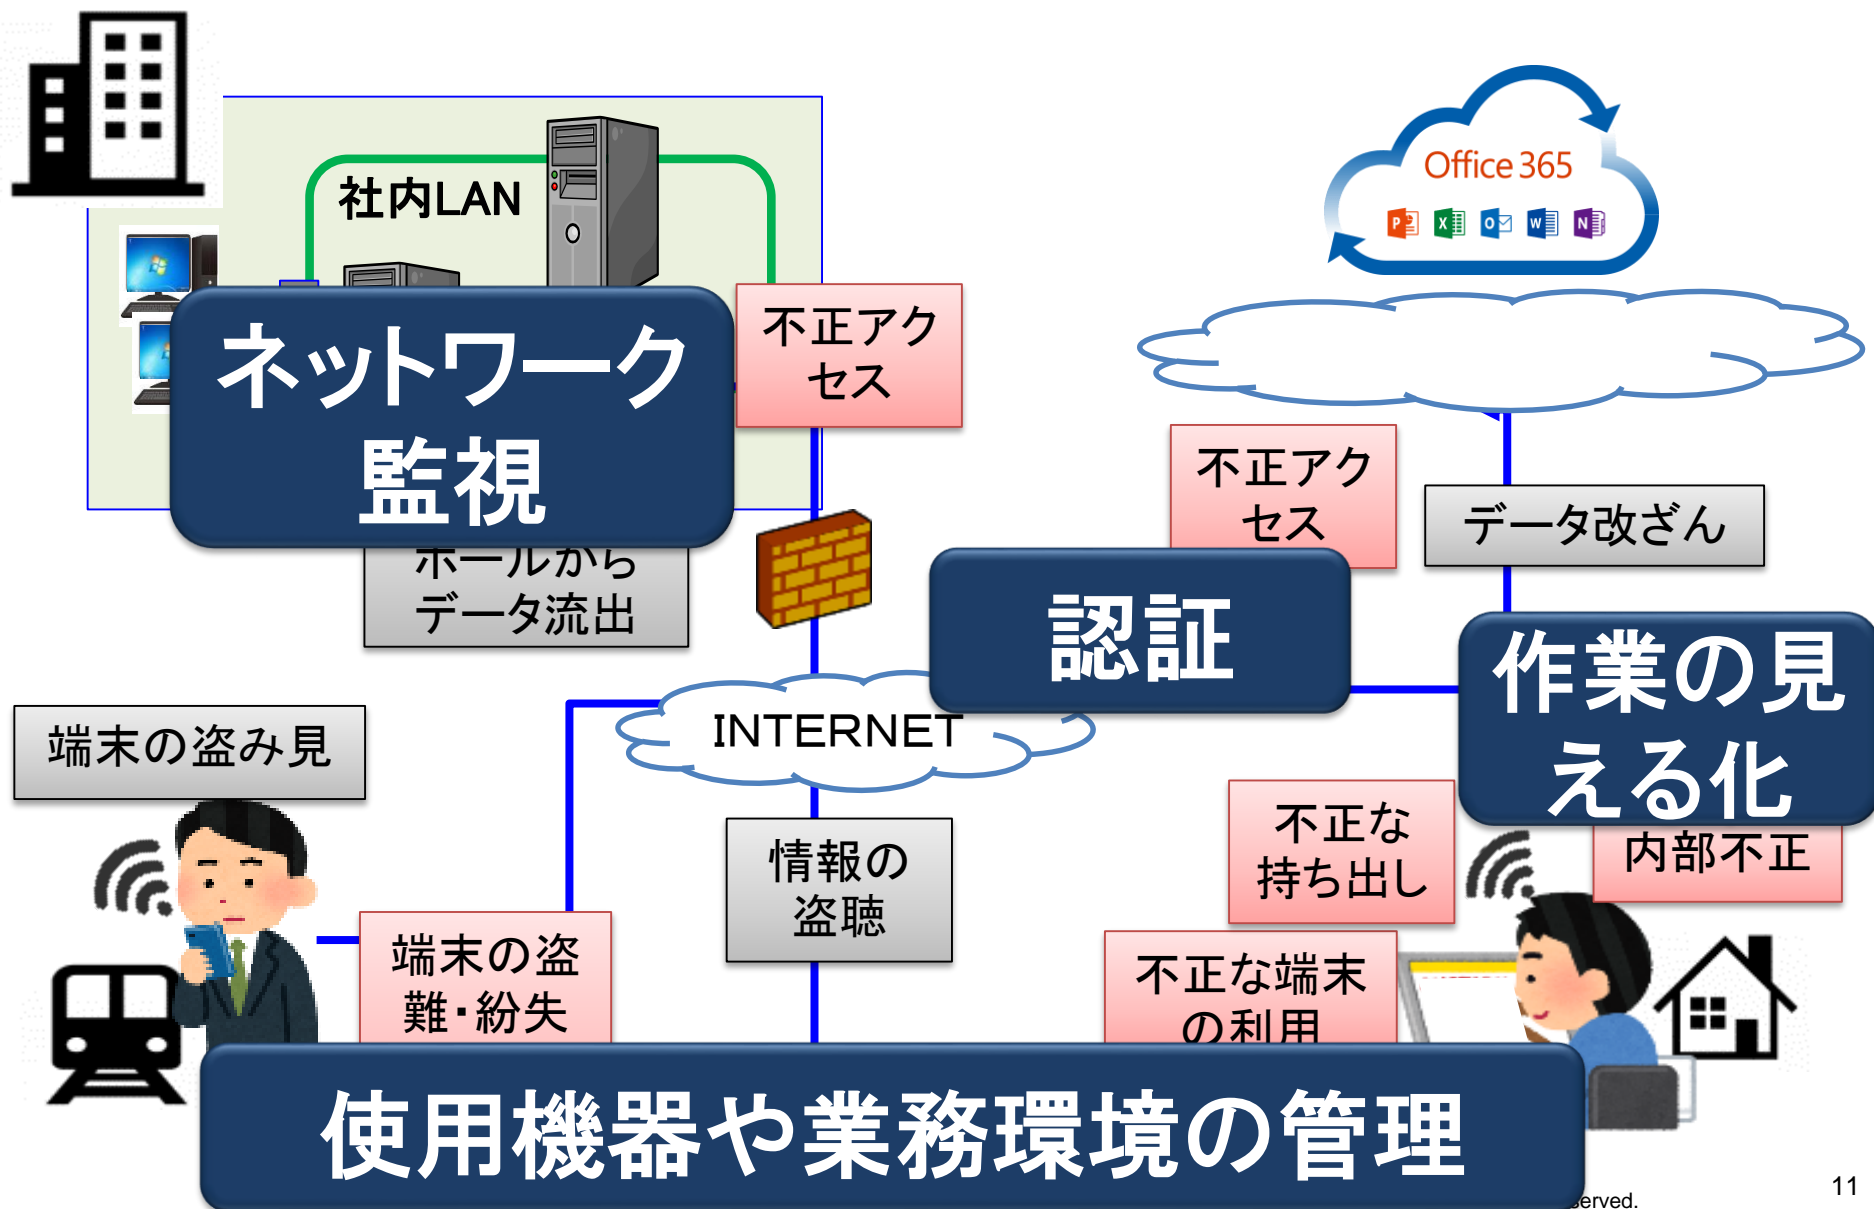 社内LAN
Office 365
P
X
O
W
N
ネットワーク
監視
不正アク
セス
不正アク
セス
データ改ざん
ホールから
データ流出
認証
作業の見
える化
INTERNET
端末の盗み見
情報の
盗聴
不正な
持ち出し
内部不正
端末の盗
難・紛失
不正な端末
の利用
使用機器や業務環境の管理
served.
11